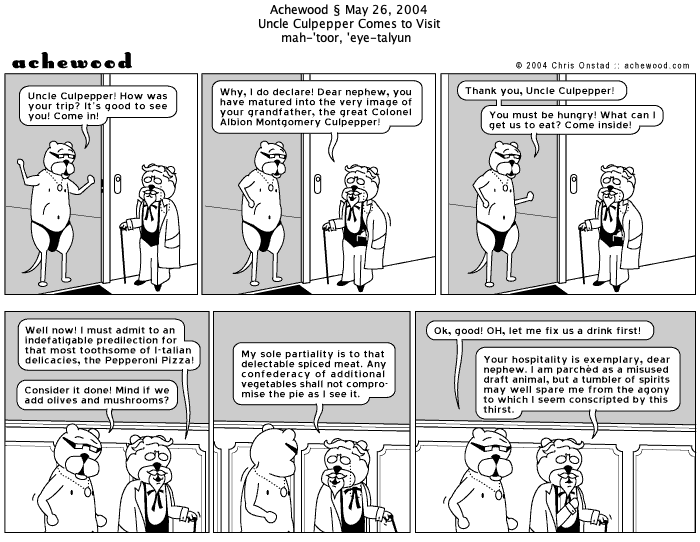 Achewood § May 26, 2004
Uncle Culpepper Comes to Visit
mah-'toor, 'eye-talyun
achewood
© 2004 Chris Onstad :: achewood.com
Uncle Culpepper! How was
your trip? It's good to see
you! Come in!
Why, I do declare! Dear nephew, you
have matured into the very image of
your grandfather, the great Colonel
Albion Montgomery Culpepper!
Thank you, Uncle Culpepper!
You must be hungry! What can I
get us to eat? Come inside!
Well now! I must admit to an
indefatigable predilection for
that most toothsome of I-talian
delicacies, the Pepperoni Pizza!
Consider it done! Mind if we
add olives and mushrooms?
My sole partiality is to that
delectable spiced meat. Any
confederacy of additional
vegetables shall not compro-
mise the pie as I see it.
Ok, good! OH, let me fix us a drink first!
Your hospitality is exemplary, dear
nephew. I am parchèd as a misused
draft animal, but a tumbler of spirits
may well spare me from the agony
to which I seem conscripted by this
thirst.